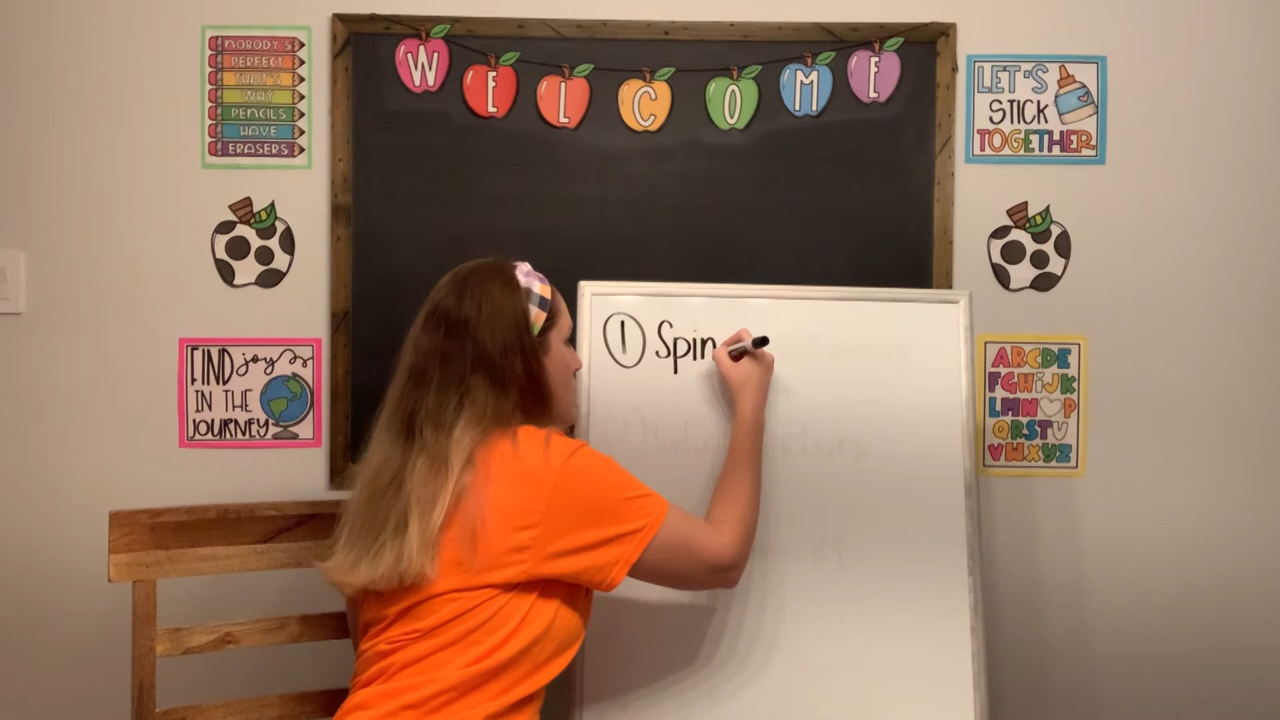 NOBODY'S
PERFECT
THAT'S
WHY
PENCILS
HAVE
ERASERS
WELCOME
LET'S
STICK
TOGETHER
FIND joy
IN THE
JOURNEY
1 Spin
ABCDE
FGHIJK
LMN P
QRSTU
VWXYZ